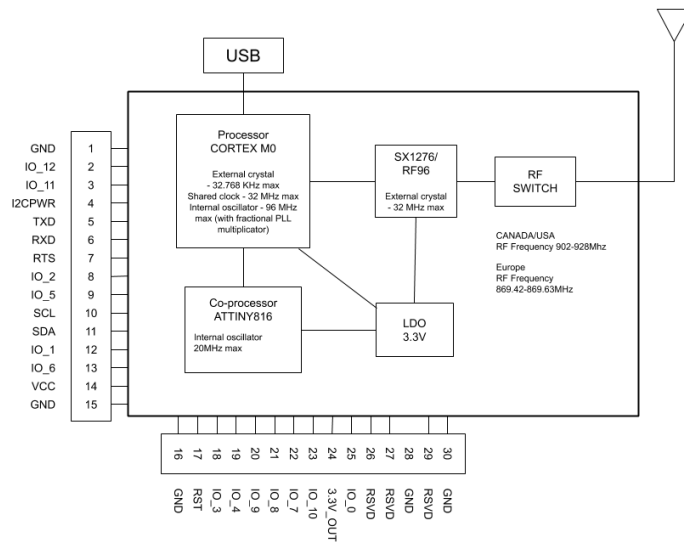 USB
Processor
CORTEX M0
External crystal
- 32.768 KHz max
Shared clock - 32 MHz max
Internal oscillator - 96 MHz
max (with fractional PLL
multiplicator)
SX1276/
RF96
External crystal
- 32 MHz max
RF
SWITCH
CANADA/USA
RF Frequency 902-928Mhz
Europe
RF Frequency
869.42-869.63MHz
Co-processor
ATTINY816
Internal oscillator
20MHz max
LDO
3.3V
GND 1
IO_12 2
IO_11 3
I2CPWR 4
TXD 5
RXD 6
RTS 7
IO_2 8
IO_5 9
SCL 10
SDA 11
IO_1 12
IO_6 13
VCC 14
GND 15
16 GND
17 RST
18 IO_3
19 IO_4
20 IO_9
21 IO_8
22 IO_7
23 IO_10
24 3.3V_OUT
25 IO_0
26 RSVD
27 RSVD
28 GND
29 RSVD
30 GND